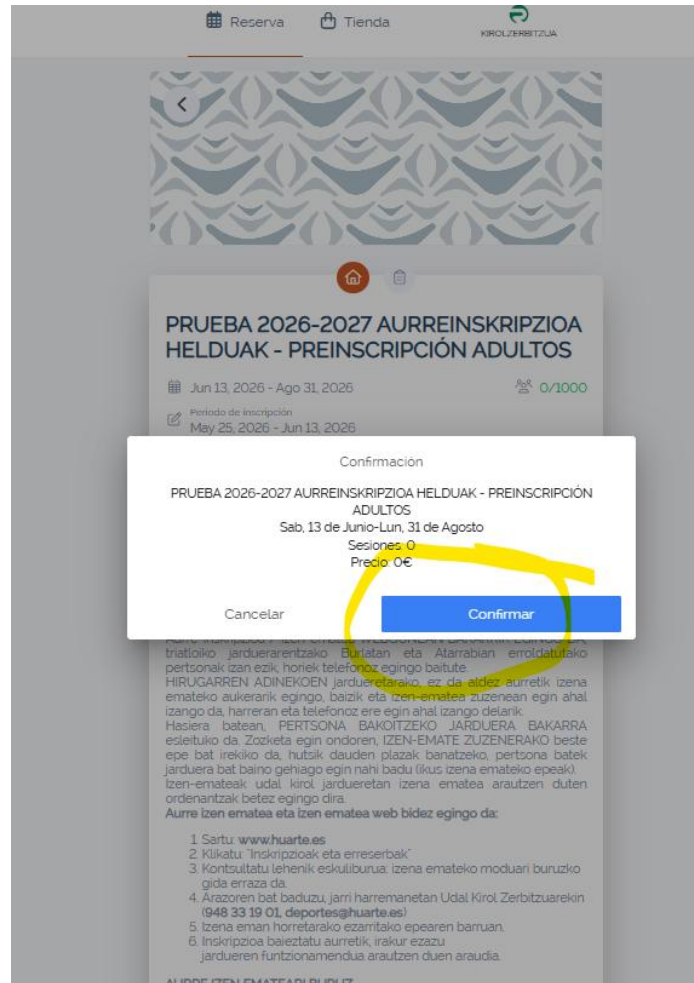 Reserva
Tienda
KIROLZERBITZUA
PRUEBA 2026-2027 AURREINSKRIPZIOA
HELDUAK - PREINSCRIPCIÓN ADULTOS
Jun 13, 2026 - Ago 31, 2026
0/1000
Periodo de inscripción
May 25, 2026 - Jun 13, 2026
Confirmación
PRUEBA 2026-2027 AURREINSKRIPZIOA HELDUAK - PREINSCRIPCIÓN
ADULTOS
Sab, 13 de Junio-Lun, 31 de Agosto
Sesiones: 0
Precio: 0€
Cancelar
Confirmar
triatloiko jarduerarentzako Burlatan eta Atarrabian erroldatutako
pertsonak izan ezik, horiek telefonoz egingo baitute.
HIRUGARREN ADINEKOEN jardueretarako, ez da aldez aurretik izena
emateko aukerarik egingo, baizik eta izen-ematea zuzenean egin ahal
izango da, harreran eta telefonoz ere egin ahal izango delarik.
Hasiera batean, PERTSONA BAKOITZEKO JARDUERA BAKARRA
esleituko da. Zozketa egin ondoren, IZEN-EMATE ZUZENERAKO beste
epe bat irekiko da, hutsik dauden plazak banatzeko, pertsona batek
jarduera bat baino gehiago egin nahi badu (ikus izena emateko epeak).
Izen-emateak udal kirol jardueretan izena ematea arautzen duten
ordenantzak betez egingo dira.
Aurre izen ematea eta izen ematea web bidez egingo da:
1. Sartu: www.huarte.es
2. Klikatu: "Inskripzioak eta erreserbak"
3. Kontsultatu lehenik eskuliburua: izena emateko moduari buruzko
gida erraza da.
4. Arazoren bat baduzu, jarri harremanetan Udal Kirol Zerbitzuarekin
(948 33 19 01, deportes@huarte.es)
5. Izena eman horretarako ezarritako epearen barruan.
6. Inskripzioa baieztatu aurretik, irakur ezazu
jardueren funtzionamendua arautzen duen araudia.